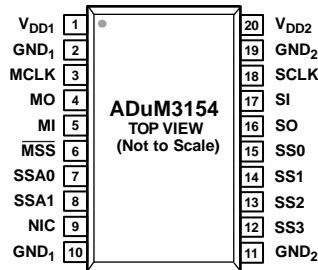 VDD1 1 20 VDD2
GND1 2 19 GND2
MCLK 3 18 SCLK
MO 4 17 SI
MI 5 16 SO
MSS 6 15 SS0
SSA0 7 14 SS1
SSA1 8 13 SS2
NIC 9 12 SS3
GND1 10 11 GND2
ADuM3154
TOP VIEW
(Not to Scale)